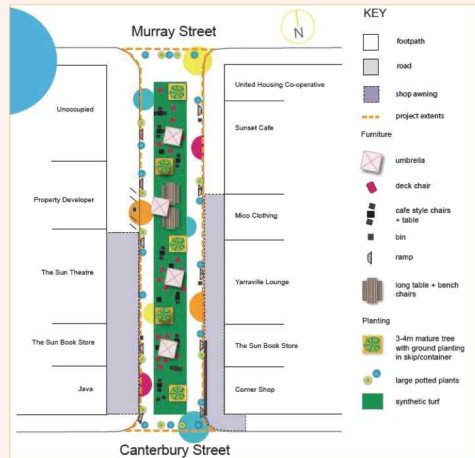 Murray Street
N
Unoccupied
Property Developer
The Sun Theatre
The Sun Book Store
Java
United Housing Co-operative
Sunset Cafe
Mico Clothing
Yarraville Lounge
The Sun Book Store
Corner Shop
Canterbury Street
KEY
footpath
road
shop awning
project extents
Furniture
umbrella
deck chair
cafe style chairs
+ table
bin
ramp
long table + bench
chairs
Planting
3-4m mature tree
with ground planting
in skip/container
large potted plants
synthetic turf